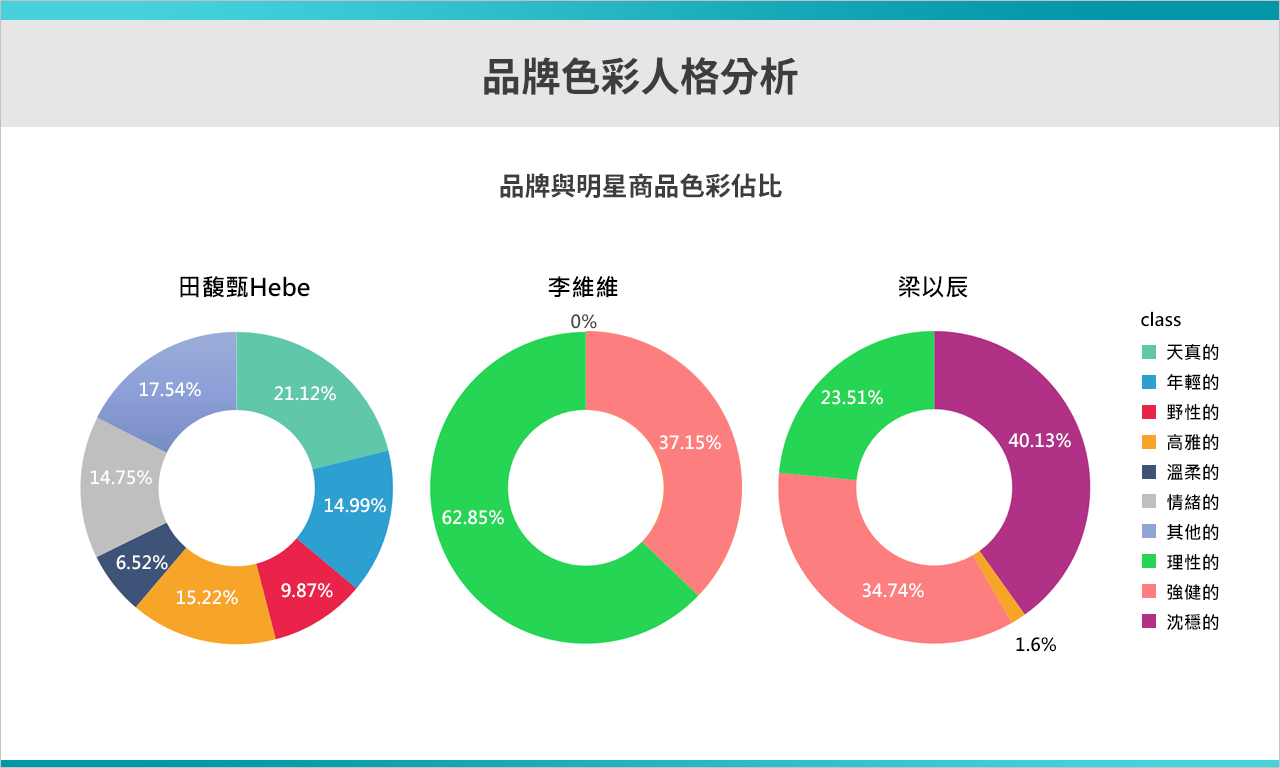 品牌色彩人格分析
品牌與明星商品色彩佔比
田馥甄Hebe
李維維
梁以辰
0%
21.12%
14.99%
9.87%
15.22%
6.52%
14.75%
17.54%
37.15%
62.85%
40.13%
1.6%
34.74%
23.51%
class
天真的
年輕的
野性的
高雅的
溫柔的
情緒的
其他的
理性的
強健的
沈穩的